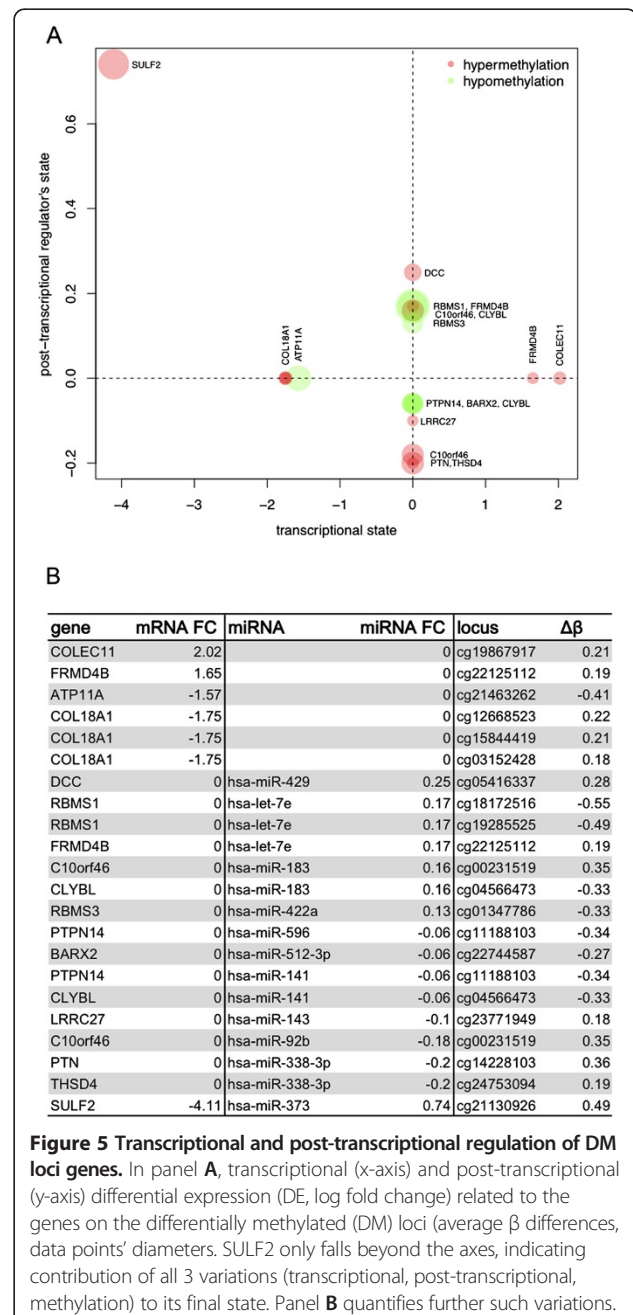 A
SULF2
hypermethylation
hypomethylation
DCC
RBMS1, FRMD4B
C10orf46, CLYBL
RBMS3
COL18A1
ATP11A
FRMD4B
COLEC11
PTPN14, BARX2, CLYBL
LRRC27
C10orf46
PTN,THSD4
post-transcriptional regulator's state
0.6
0.4
0.2
0.0
-0.2
-4 -3 -2 -1 0 1 2
transcriptional state
B
gene mRNA FC miRNA miRNA FC locus Δβ
COLEC11 2.02 0 cg19867917 0.21
FRMD4B 1.65 0 cg22125112 0.19
ATP11A -1.57 0 cg21463262 -0.41
COL18A1 -1.75 0 cg12668523 0.22
COL18A1 -1.75 0 cg15844419 0.21
COL18A1 -1.75 0 cg03152428 0.18
DCC 0 hsa-miR-429 0.25 cg05416337 0.28
RBMS1 0 hsa-let-7e 0.17 cg18172516 -0.55
RBMS1 0 hsa-let-7e 0.17 cg19285525 -0.49
FRMD4B 0 hsa-let-7e 0.17 cg22125112 0.19
C10orf46 0 hsa-miR-183 0.16 cg00231519 0.35
CLYBL 0 hsa-miR-183 0.16 cg04566473 -0.33
RBMS3 0 hsa-miR-422a 0.13 cg01347786 -0.33
PTPN14 0 hsa-miR-596 -0.06 cg11188103 -0.34
BARX2 0 hsa-miR-512-3p -0.06 cg22744587 -0.27
PTPN14 0 hsa-miR-141 -0.06 cg11188103 -0.34
CLYBL 0 hsa-miR-141 -0.06 cg04566473 -0.33
LRRC27 0 hsa-miR-143 -0.1 cg23771949 0.18
C10orf46 0 hsa-miR-92b -0.18 cg00231519 0.35
PTN 0 hsa-miR-338-3p -0.2 cg14228103 0.36
THSD4 0 hsa-miR-338-3p -0.2 cg24753094 0.19
SULF2 -4.11 hsa-miR-373 0.74 cg21130926 0.49
Figure 5 Transcriptional and post-transcriptional regulation of DM
loci genes. In panel A, transcriptional (x-axis) and post-transcriptional
(y-axis) differential expression (DE, log fold change) related to the
genes on the differentially methylated (DM) loci (average β differences,
data points' diameters. SULF2 only falls beyond the axes, indicating
contribution of all 3 variations (transcriptional, post-transcriptional,
methylation) to its final state. Panel B quantifies further such variations.